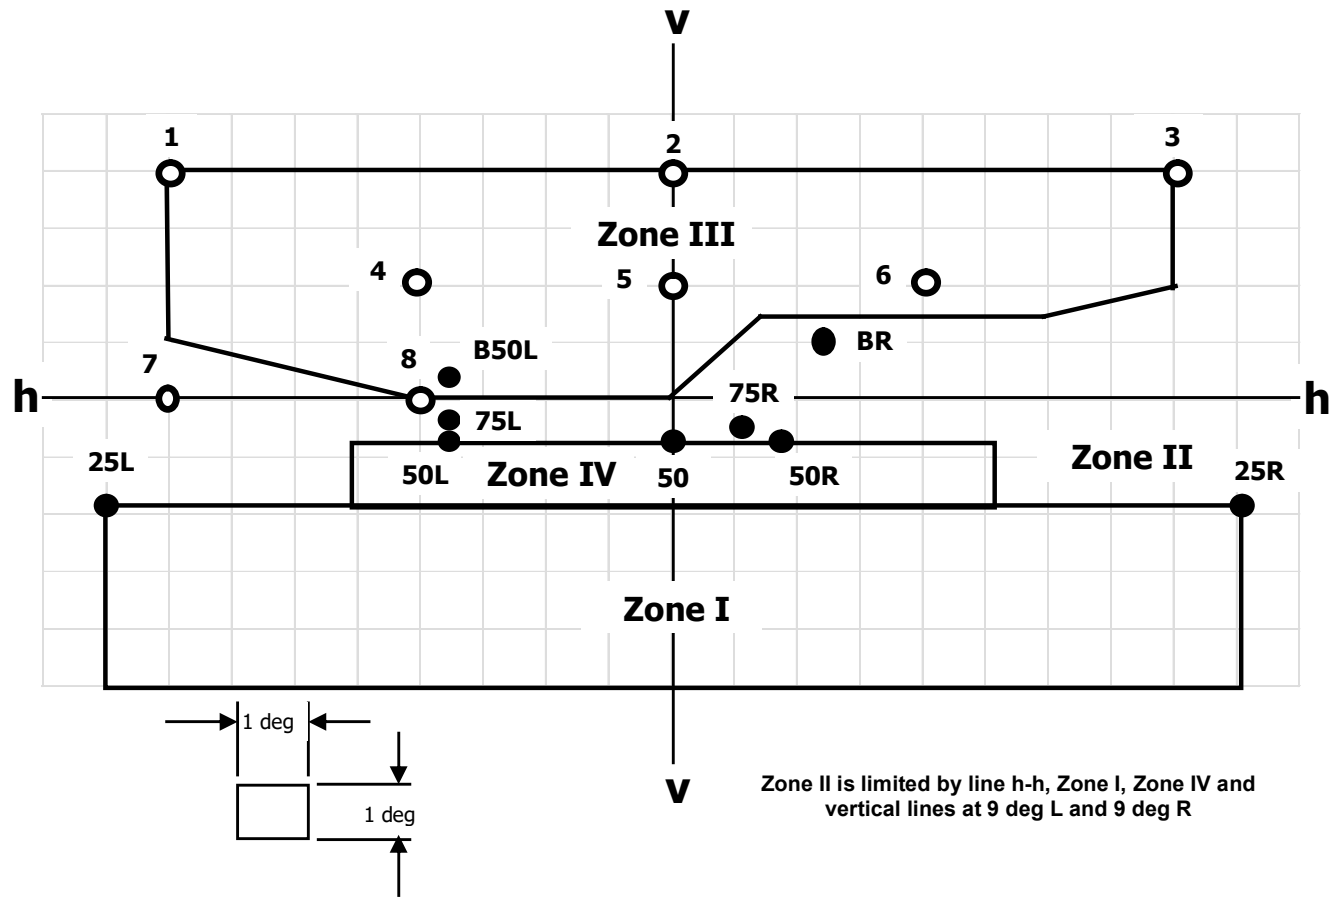 v
1
2
3
Zone III
4
5
6
B50L
BR
8
7
h
h
75R
75L
25L
Zone II
50L
Zone IV
50
50R
25R
Zone I
1 deg
v
Zone II is limited by line h-h, Zone I, Zone IV and
vertical lines at 9 deg L and 9 deg R
1 deg